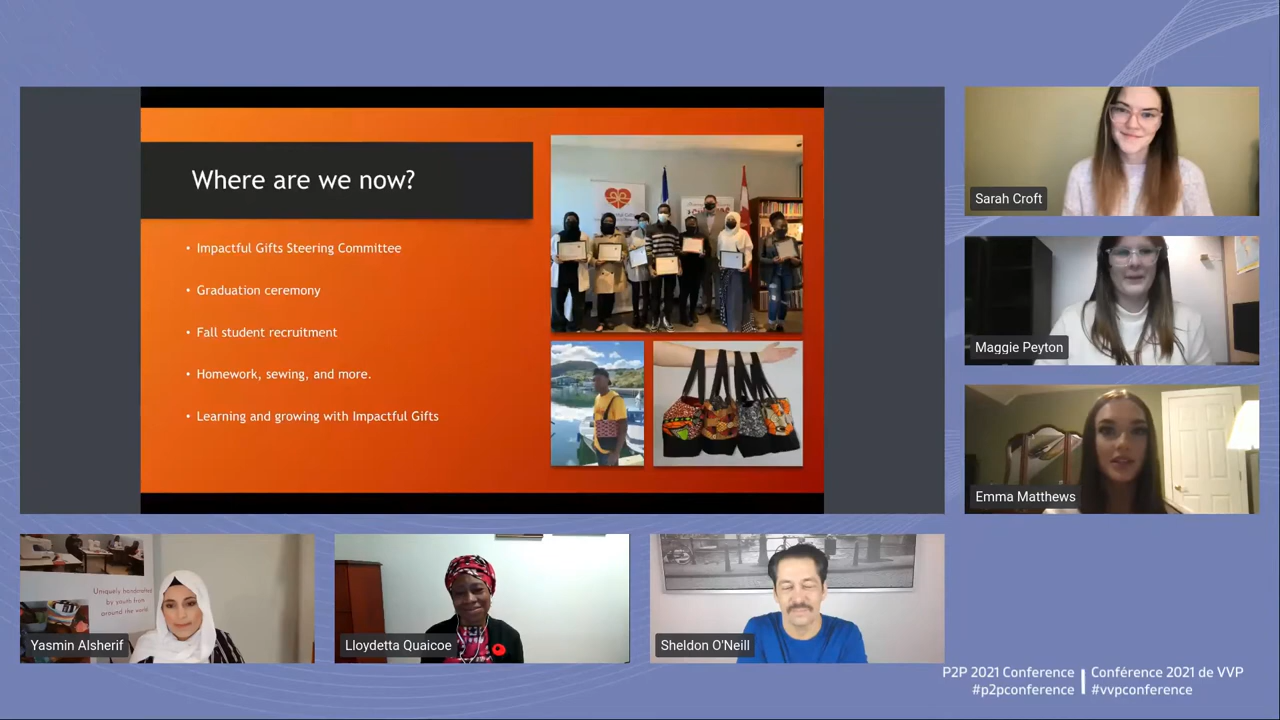 Where are we now?
• Impactful Gifts Steering Committee
• Graduation ceremony
• Fall student recruitment
• Homework, sewing, and more.
• Learning and growing with Impactful Gifts
Sarah Croft
Maggie Peyton
Emma Matthews
Uniquely handmade
by youth from
around the world
Yasmin Alsherif
Lloydetta Quaicoe
Sheldon O'Neill
P2P 2021 Conference
#p2pconference
Conférence 2021 de VVP
#vvpconference